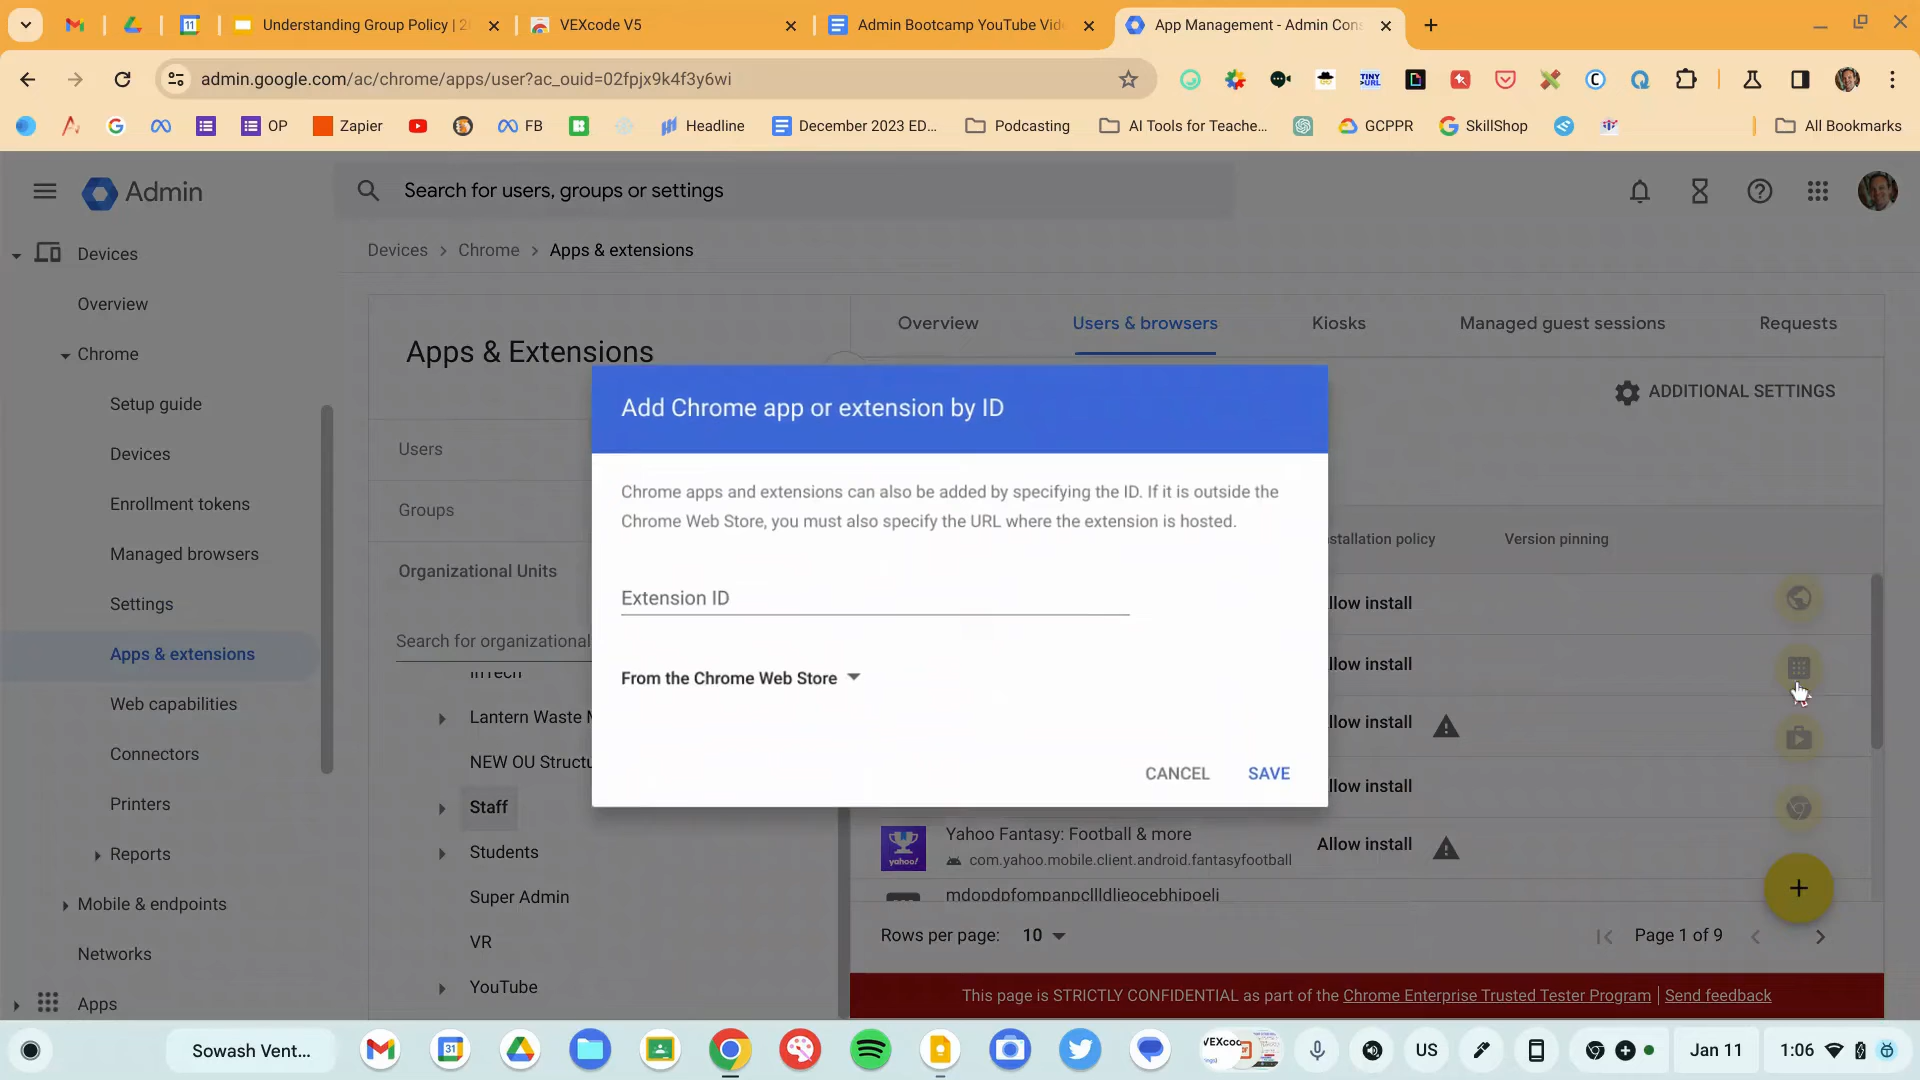 Understanding Group Policy | 2
VEXcode V5
Admin Bootcamp YouTube Vid
App Management - Admin Cons
admin.google.com/ac/chrome/apps/user?ac_ouid=02fpjx9k4f3y6wi
OP
Zapier
FB
Headline
December 2023 ED...
Podcasting
AI Tools for Teache...
GCPPR
SkillShop
All Bookmarks
Admin
Search for users, groups or settings
Devices
Overview
Chrome
Setup guide
Devices
Enrollment tokens
Managed browsers
Settings
Apps & extensions
Web capabilities
Connectors
Printers
Reports
Mobile & endpoints
Networks
Apps
Devices > Chrome > Apps & extensions
Apps & Extensions
Users
Groups
Organizational Units
Search for organizational
InTech
Lantern Waste M
NEW OU Structu
Staff
Students
Super Admin
VR
YouTube
Overview
Users & browsers
Kiosks
Managed guest sessions
Requests
ADDITIONAL SETTINGS
nstallation policy
Version pinning
llow install
llow install
llow install
llow install
Yahoo Fantasy: Football & more
com.yahoo.mobile.client.android.fantasyfootball
Allow install
mdopdpfompanpcllldljeocebhipoelj
Rows per page: 10
Page 1 of 9
This page is STRICTLY CONFIDENTIAL as part of the Chrome Enterprise Trusted Tester Program | Send feedback
Add Chrome app or extension by ID
Chrome apps and extensions can also be added by specifying the ID. If it is outside the
Chrome Web Store, you must also specify the URL where the extension is hosted.
Extension ID
From the Chrome Web Store
CANCEL
SAVE
Sowash Vent...
US
Jan 11
1:06